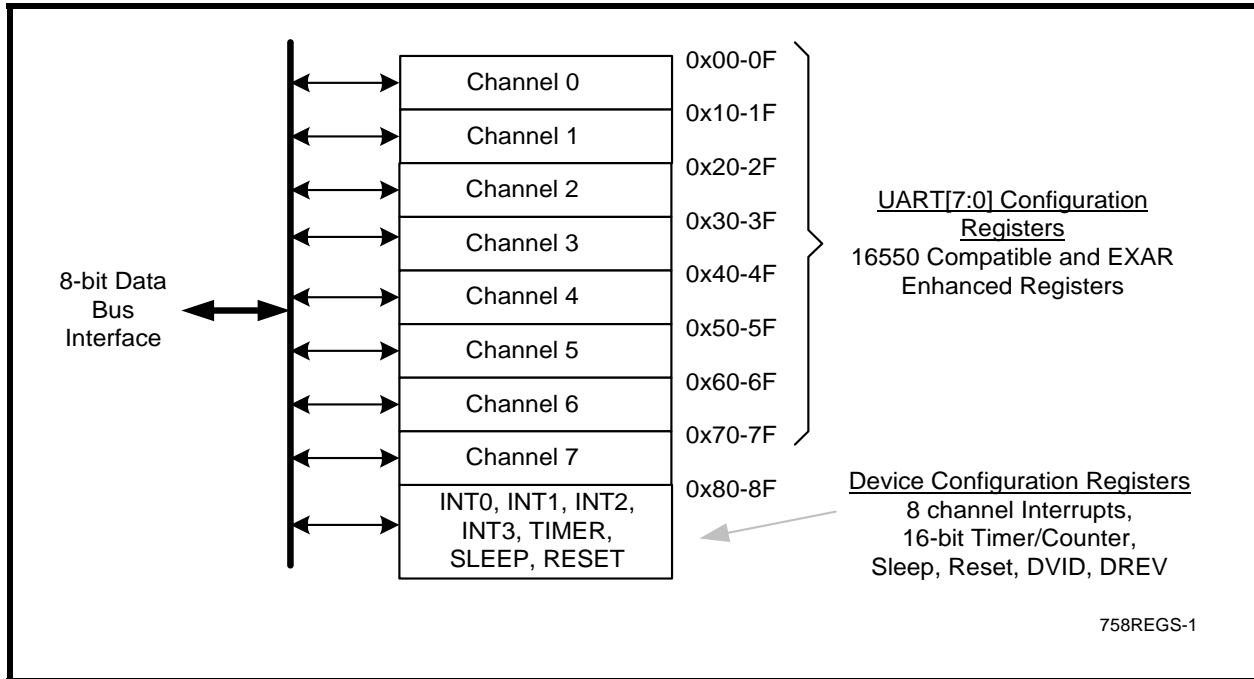 8-bit Data
Bus
Interface
Channel 0
Channel 1
Channel 2
Channel 3
Channel 4
Channel 5
Channel 6
Channel 7
INT0, INT1, INT2,
INT3, TIMER,
SLEEP, RESET
0x00-0F
0x10-1F
0x20-2F
0x30-3F
0x40-4F
0x50-5F
0x60-6F
0x70-7F
0x80-8F
UART[7:0] Configuration
Registers
16550 Compatible and EXAR
Enhanced Registers
Device Configuration Registers
8 channel Interrupts,
16-bit Timer/Counter,
Sleep, Reset, DVID, DREV
758REGS-1